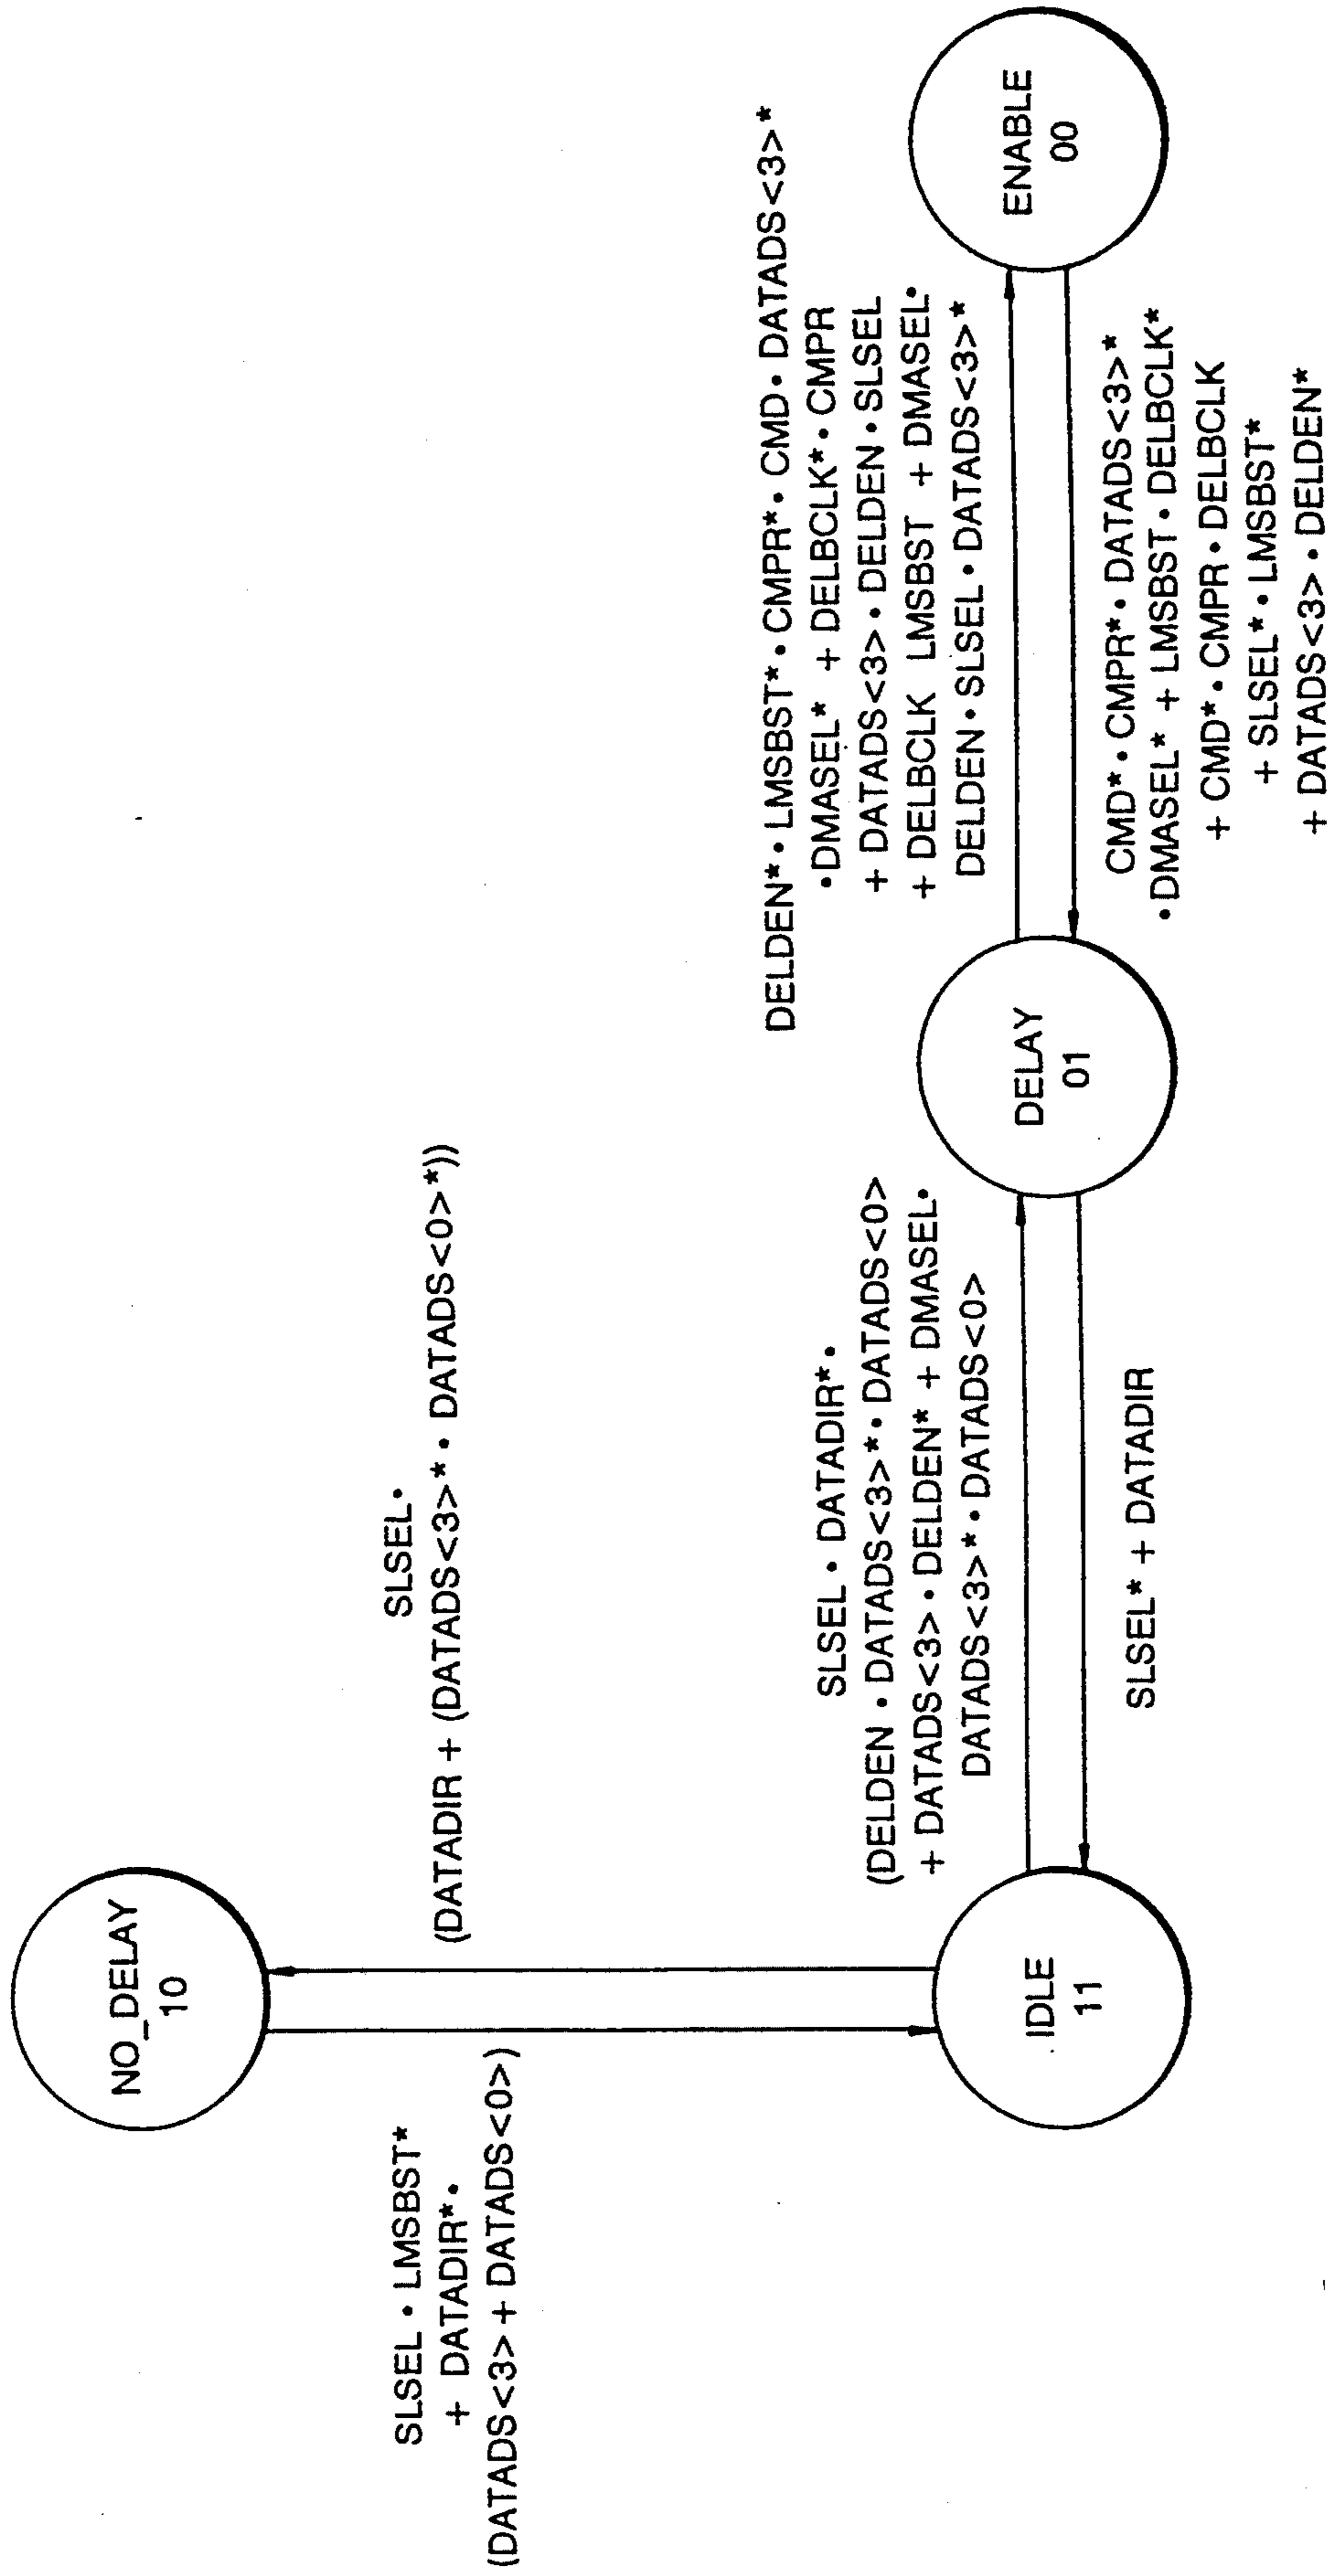 NO_DELAY
10
SLSEL • LMSBST*
+ DATADIR* •
(DATADS<3> + DATADS<0>)
SLSEL •
(DATADIR + (DATADS<3>* • DATADS<0>*))
IDLE
11
SLSEL • DATADIR* •
(DELDEN • DATADS<3>* • DATADS<0>
+ DATADS<3> • DELDEN* + DMASEL •
DATADS<3>* • DATADS<0>
SLSEL* + DATADIR
DELAY
01
DELDEN* • LMSBST* • CMPR* • CMD • DATADS<3>*
• DMASEL* + DELBCLK* • CMPR
+ DATADS<3> • DELDEN • SLSEL
+ DELBCLK LMSBST + DMASEL •
DELDEN • SLSEL • DATADS<3>*
CMD* • CMPR* • DATADS<3>*
• DMASEL* + LMSBST • DELBCLK*
+ CMD* • CMPR • DELBCLK
+ SLSEL* • LMSBST*
+ DATADS<3> • DELDEN*
ENABLE
00